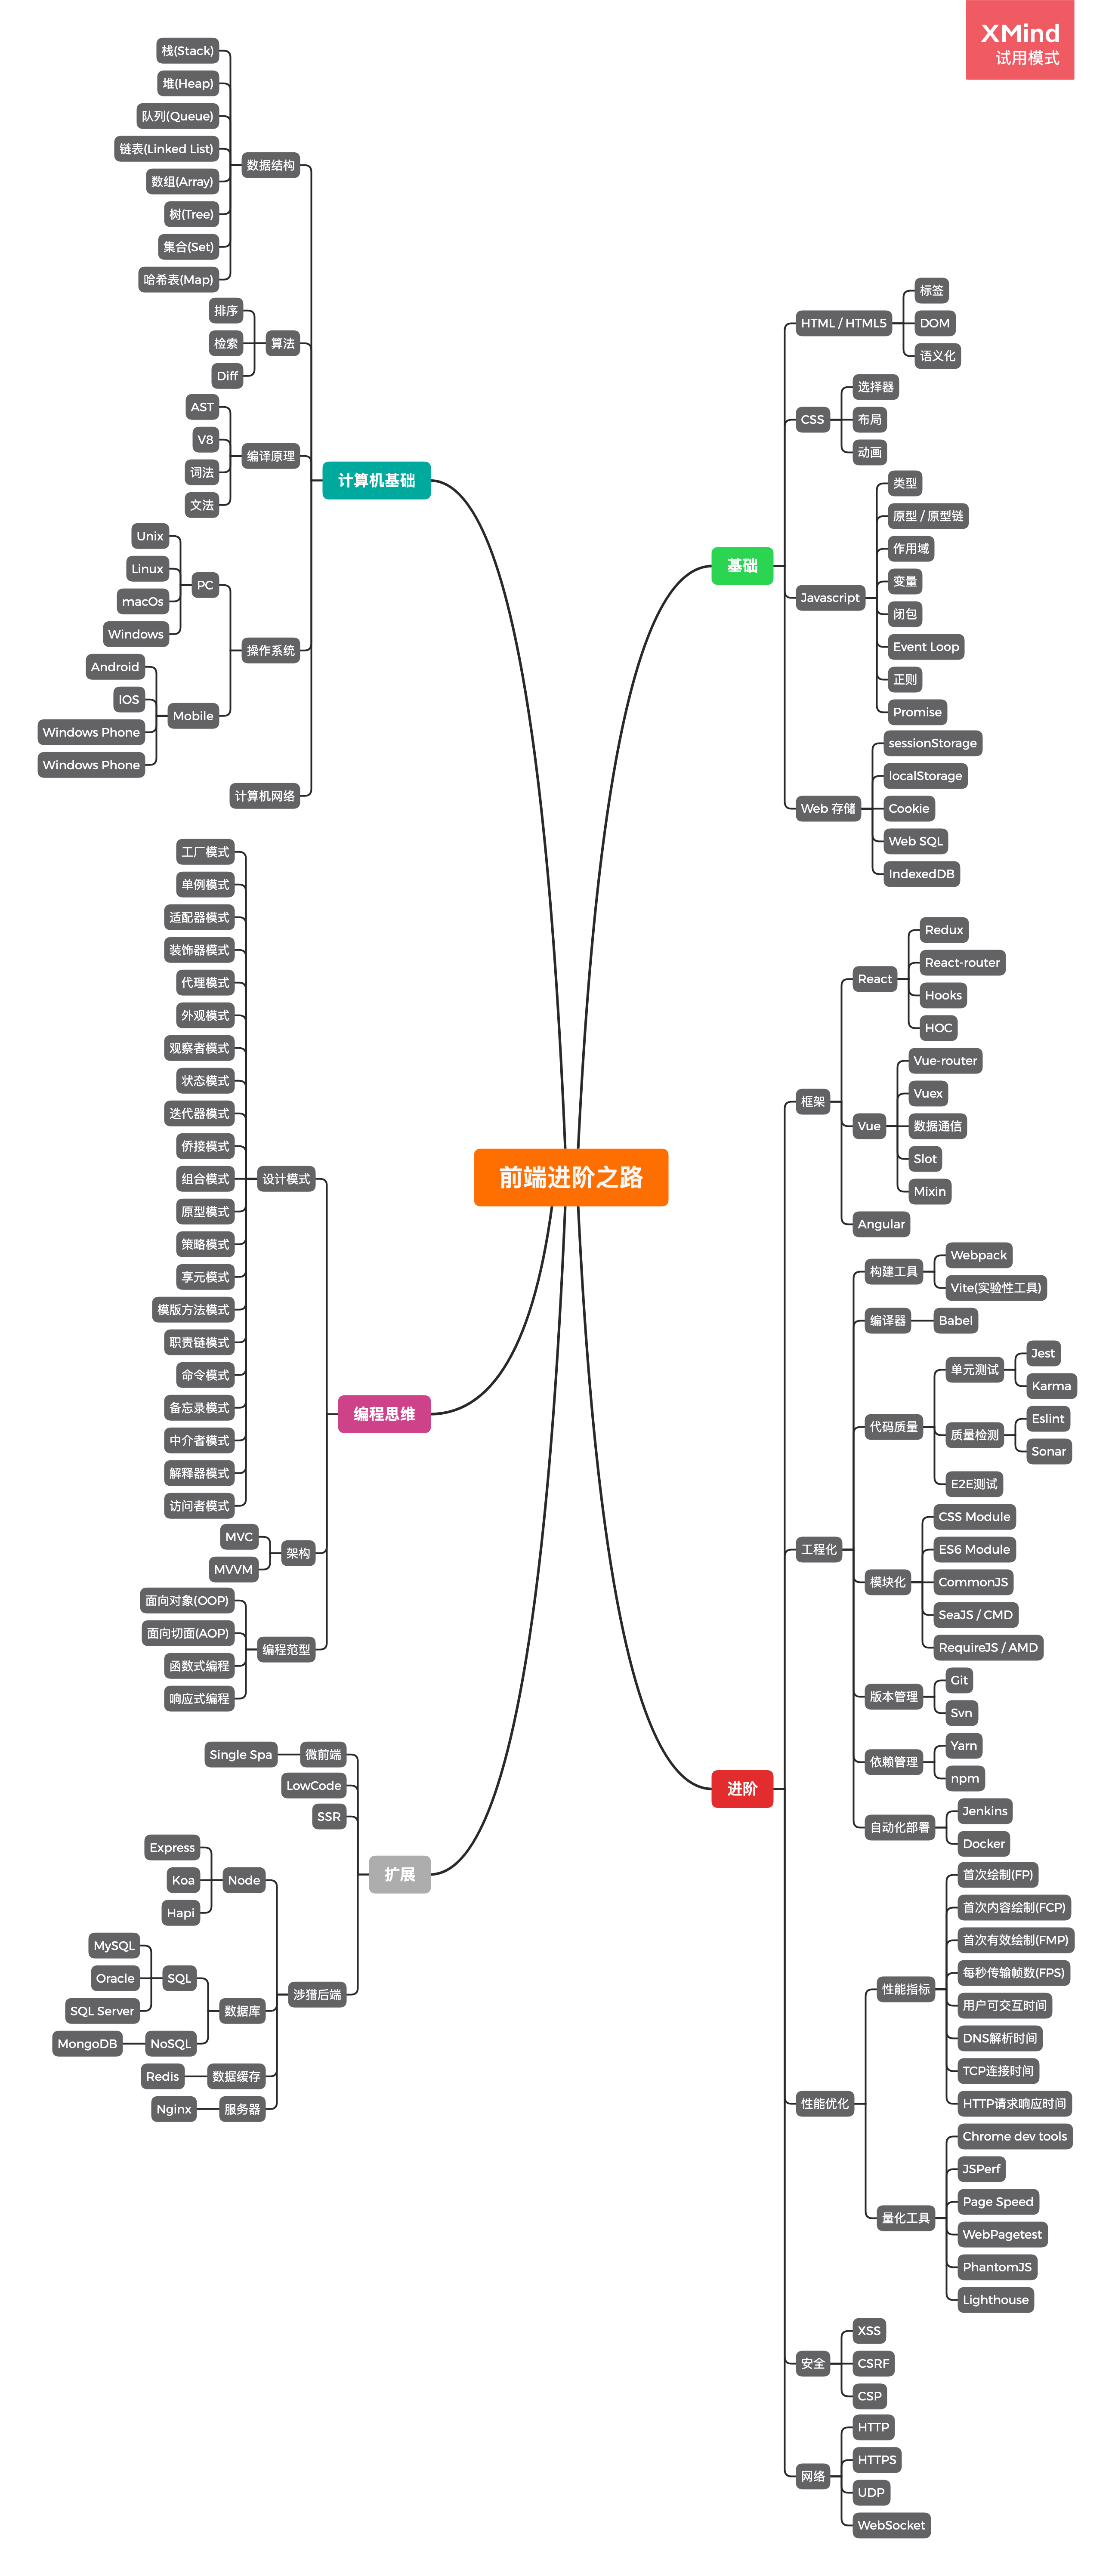 XMind
试用模式
前端进阶之路
基础
HTML / HTML5
标签
DOM
语义化
CSS
选择器
布局
动画
Javascript
类型
原型 / 原型链
作用域
变量
闭包
Event Loop
正则
Promise
Web 存储
sessionStorage
localStorage
Cookie
Web SQL
IndexedDB
进阶
框架
React
Redux
React-router
Hooks
HOC
Vue
Vue-router
Vuex
数据通信
Slot
Mixin
Angular
工程化
构建工具
Webpack
Vite(实验性工具)
编译器
Babel
代码质量
单元测试
Jest
Karma
质量检测
Eslint
Sonar
E2E测试
模块化
CSS Module
ES6 Module
CommonJS
SeaJS / CMD
RequireJS / AMD
版本管理
Git
Svn
依赖管理
Yarn
npm
自动化部署
Jenkins
Docker
性能优化
性能指标
首次绘制(FP)
首次内容绘制(FCP)
首次有效绘制(FMP)
每秒传输帧数(FPS)
用户可交互时间
DNS解析时间
TCP连接时间
HTTP请求响应时间
量化工具
Chrome dev tools
JSPerf
Page Speed
WebPagetest
PhantomJS
Lighthouse
安全
XSS
CSRF
CSP
网络
HTTP
HTTPS
UDP
WebSocket
计算机基础
数据结构
栈(Stack)
堆(Heap)
队列(Queue)
链表(Linked List)
数组(Array)
树(Tree)
集合(Set)
哈希表(Map)
算法
排序
检索
Diff
编译原理
AST
V8
词法
文法
操作系统
PC
Unix
Linux
macOs
Windows
Mobile
Android
IOS
Windows Phone
Windows Phone
计算机网络
编程思维
设计模式
工厂模式
单例模式
适配器模式
装饰器模式
代理模式
外观模式
观察者模式
状态模式
迭代器模式
侨接模式
组合模式
原型模式
策略模式
享元模式
模版方法模式
职责链模式
命令模式
备忘录模式
中介者模式
解释器模式
访问者模式
架构
MVC
MVVM
编程范型
面向对象(OOP)
面向切面(AOP)
函数式编程
响应式编程
扩展
微前端
Single Spa
LowCode
SSR
涉猎后端
Node
Express
Koa
Hapi
数据库
SQL
MySQL
Oracle
SQL Server
NoSQL
MongoDB
数据缓存
Redis
服务器
Nginx